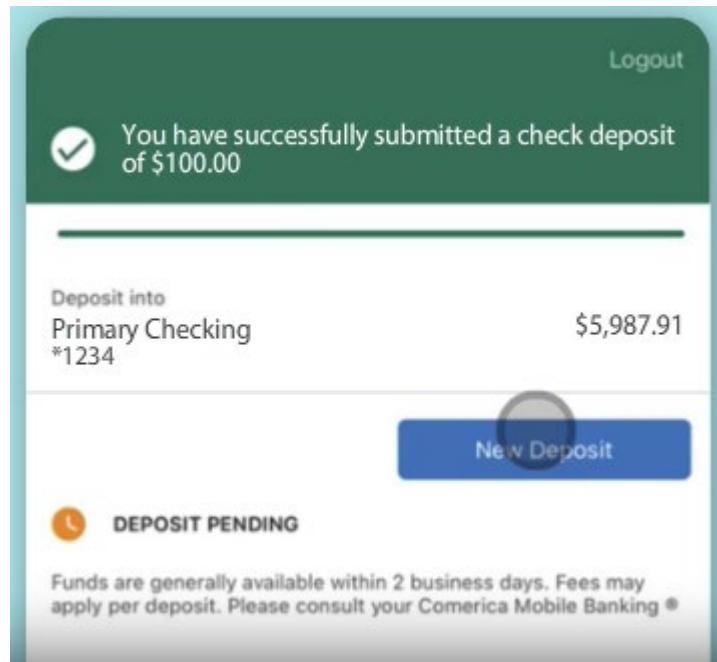 Logout
You have successfully submitted a check deposit
of $100.00
Deposit into
Primary Checking
*1234
$5,987.91
New Deposit
DEPOSIT PENDING
Funds are generally available within 2 business days. Fees may
apply per deposit. Please consult your Comerica Mobile Banking ®